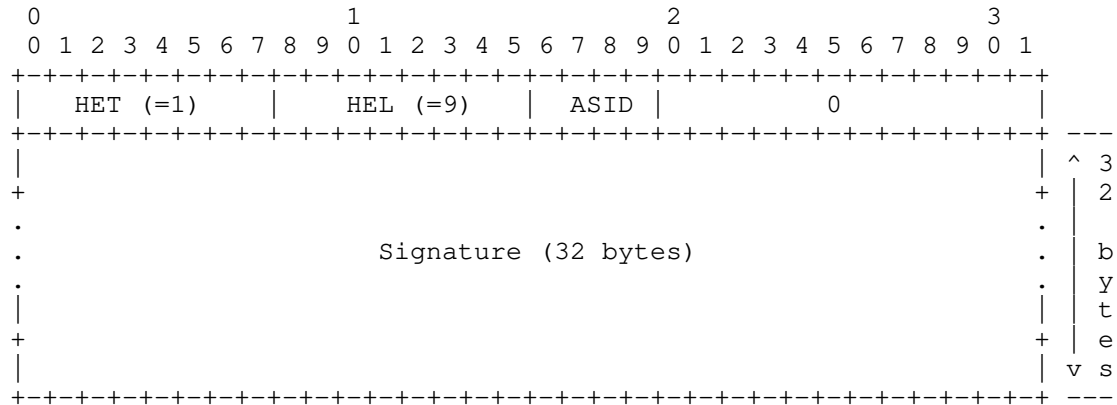 0                   1                   2                   3
 0 1 2 3 4 5 6 7 8 9 0 1 2 3 4 5 6 7 8 9 0 1 2 3 4 5 6 7 8 9 0 1
+-+-+-+-+-+-+-+-+-+-+-+-+-+-+-+-+-+-+-+-+-+-+-+-+-+-+-+-+-+-+-+-+
|   HET (=1)    |    HEL (=9)   |  ASID |           0            |
+-+-+-+-+-+-+-+-+-+-+-+-+-+-+-+-+-+-+-+-+-+-+-+-+-+-+-+-+-+-+-+-+ ---
|                                                               | ^ 3
+                                                               + | 2
.                                                               . |
.                      Signature (32 bytes)                     . | b
.                                                               . | y
|                                                               | | t
+                                                               + | e
|                                                               | v s
+-+-+-+-+-+-+-+-+-+-+-+-+-+-+-+-+-+-+-+-+-+-+-+-+-+-+-+-+-+-+-+-+ ---